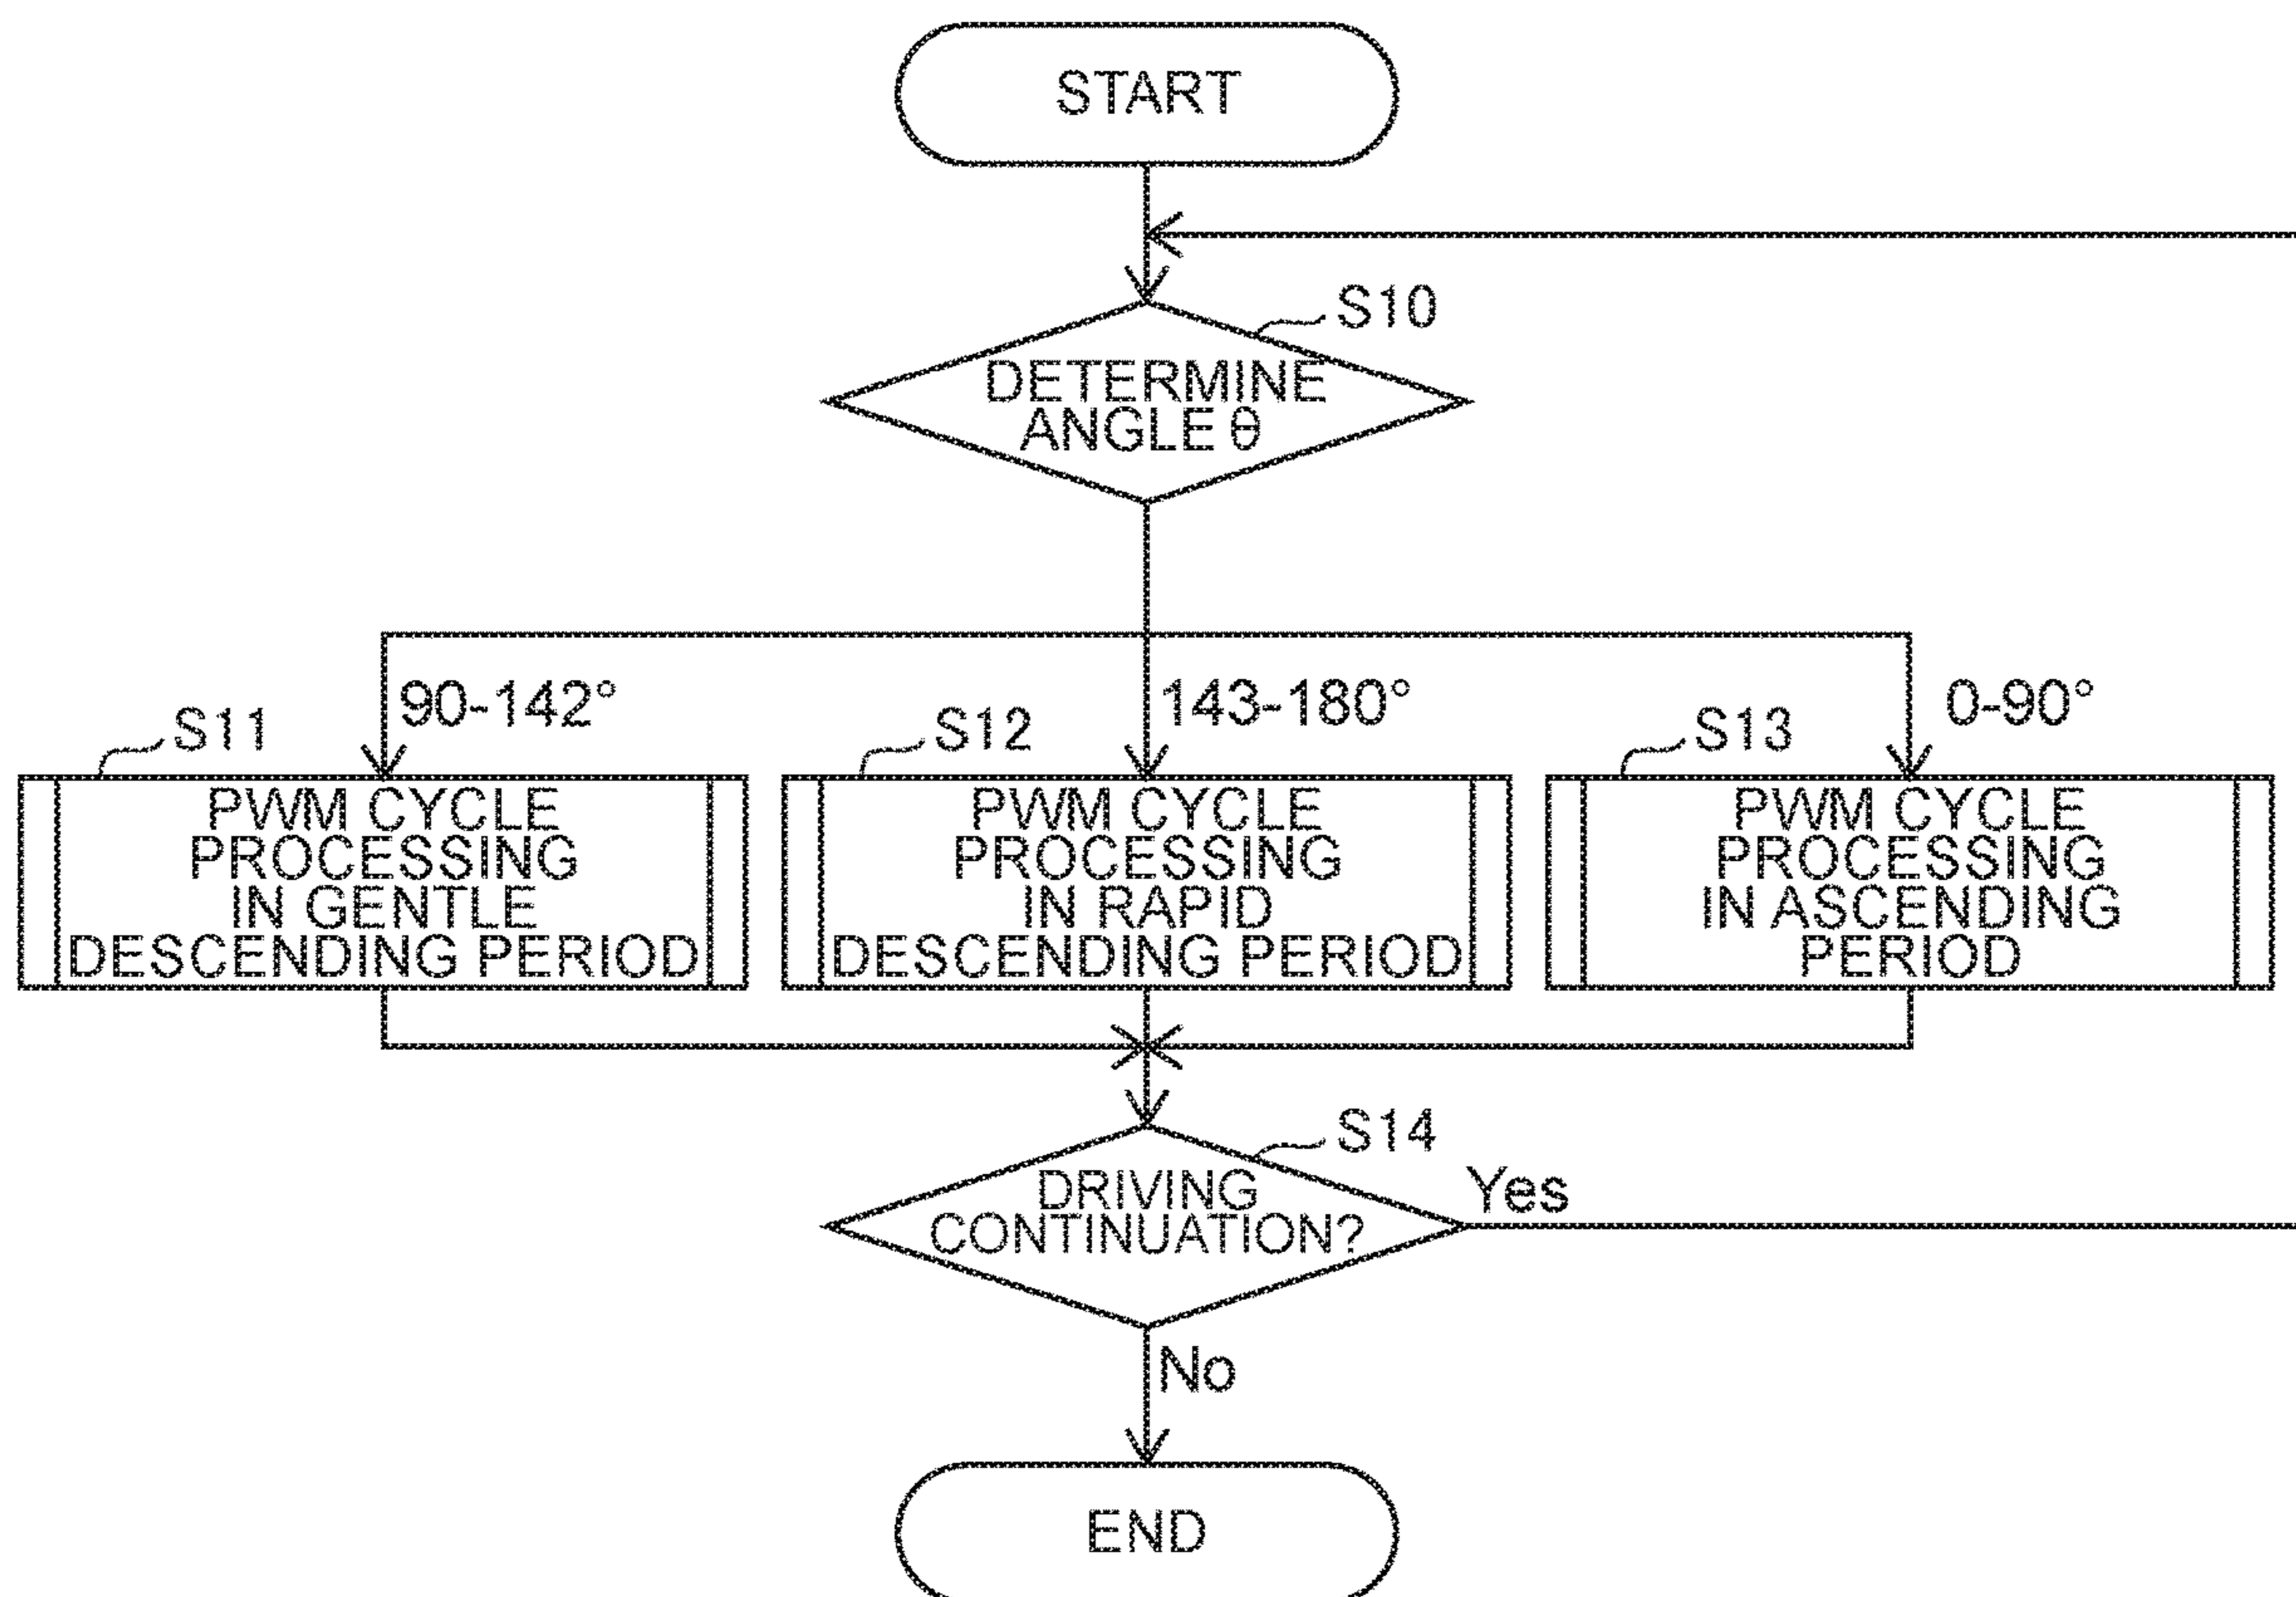 START
S10
DETERMINE
ANGLE θ
90-142°
143-180°
0-90°
S11
S12
S13
PWM CYCLE
PROCESSING
IN GENTLE
DESCENDING PERIOD
PWM CYCLE
PROCESSING
IN RAPID
DESCENDING PERIOD
PWM CYCLE
PROCESSING
IN ASCENDING
PERIOD
S14
DRIVING
CONTINUATION?
Yes
No
END